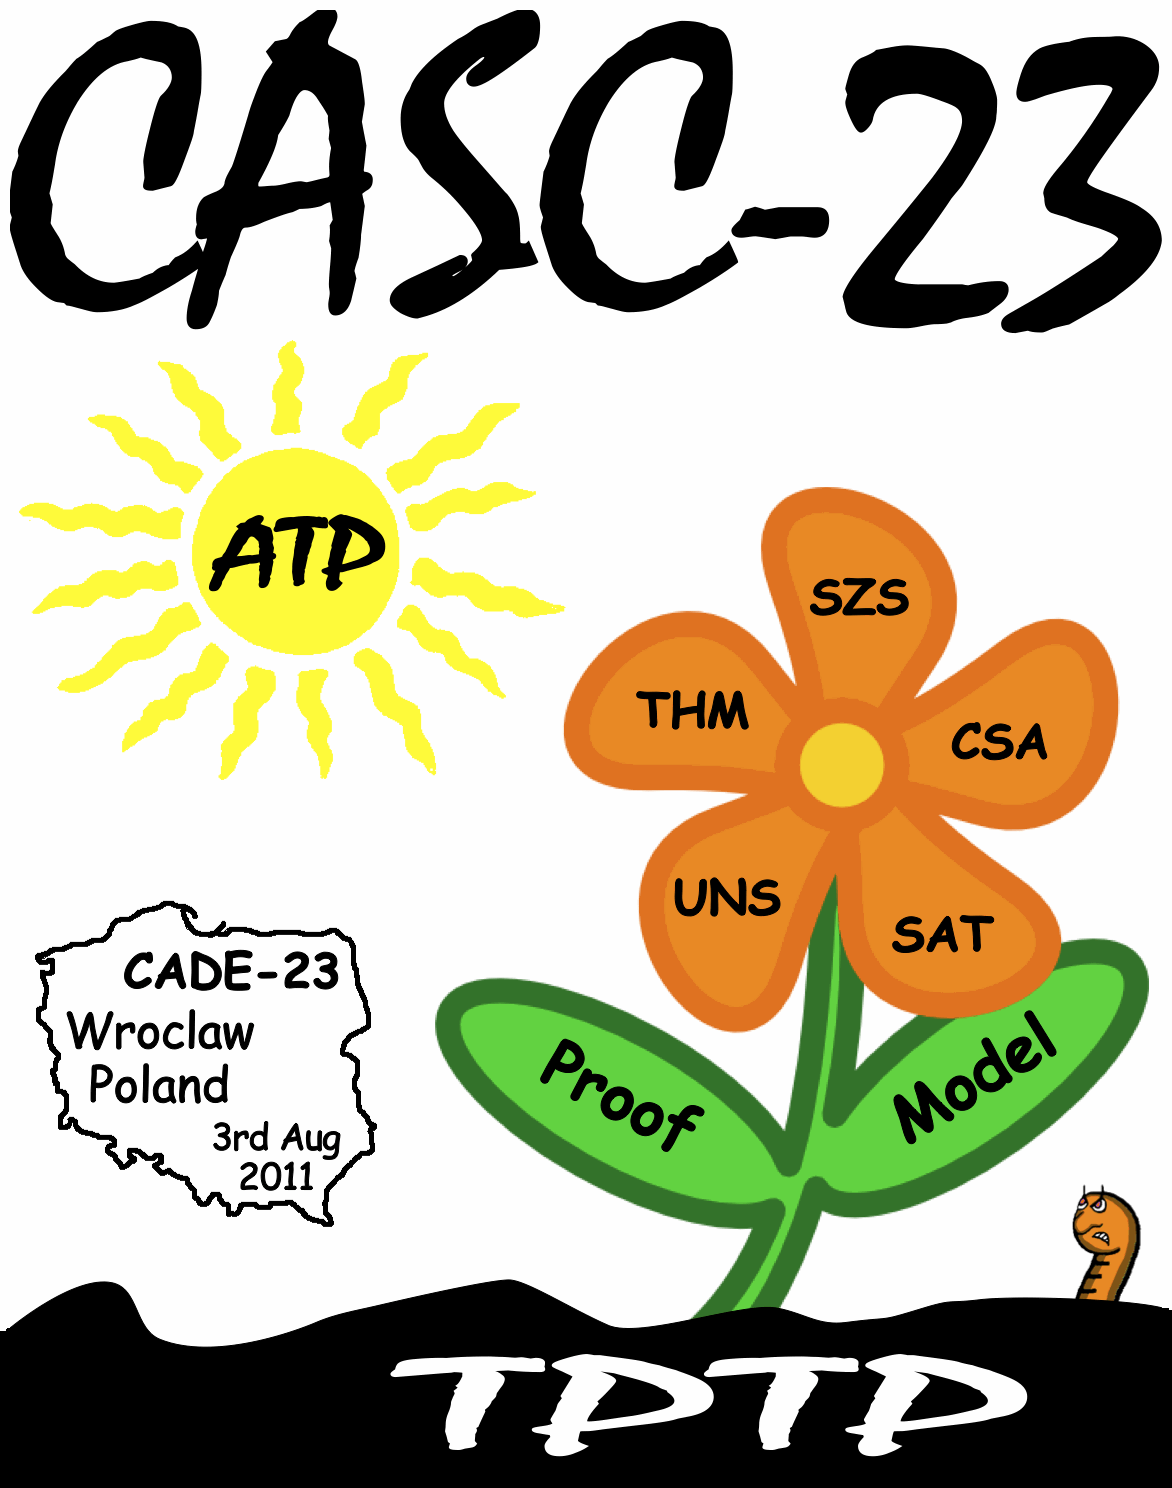 CASC-23
ATP
SZS
THM
CSA
UNS
SAT
CADE-23
Wroclaw
Poland
3rd Aug
2011
Proof
Model
TPTP